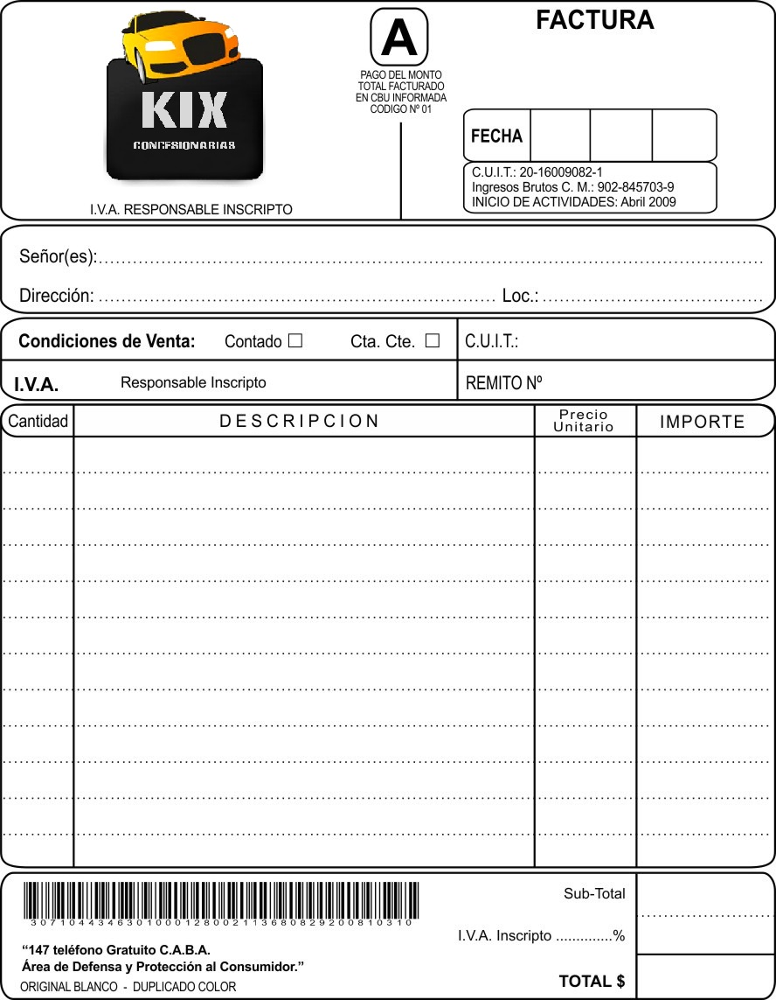 FACTURA
A
PAGO DEL MONTO
TOTAL FACTURADO
EN CBU INFORMADA
CODIGO Nº 01
KIX
CONCESIONARIAS
I.V.A. RESPONSABLE INSCRIPTO
FECHA
C.U.I.T.: 20-16009082-1
Ingresos Brutos C. M.: 902-845703-9
INICIO DE ACTIVIDADES: Abril 2009
Señor(es):
Dirección: Loc.:
Condiciones de Venta: Contado ☐ Cta. Cte. ☐ C.U.I.T.:
I.V.A. Responsable Inscripto REMITO Nº
Cantidad DESCRIPCION Precio Unitario IMPORTE
Sub-Total
3071044346301000128002113680829200810310
I.V.A. Inscripto ..............%
“147 teléfono Gratuito C.A.B.A.
Área de Defensa y Protección al Consumidor.”
TOTAL $
ORIGINAL BLANCO - DUPLICADO COLOR